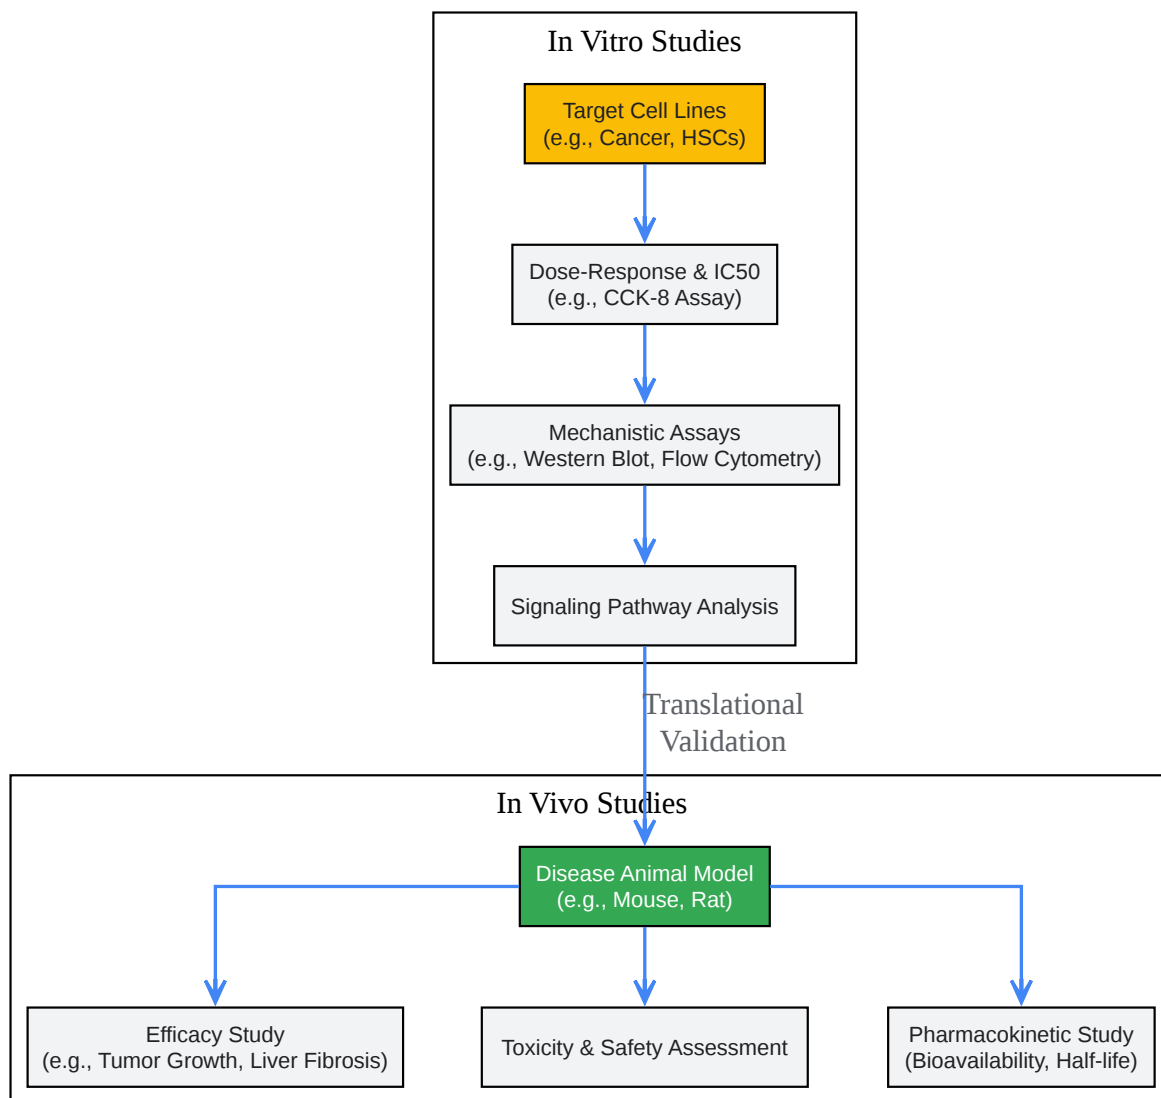 In Vitro Studies
Target Cell Lines
(e.g., Cancer, HSCs)
Dose-Response & IC50
(e.g., CCK-8 Assay)
Mechanistic Assays
(e.g., Western Blot, Flow Cytometry)
Signaling Pathway Analysis
Translational
Validation
In Vivo Studies
Disease Animal Model
(e.g., Mouse, Rat)
Efficacy Study
(e.g., Tumor Growth, Liver Fibrosis)
Toxicity & Safety Assessment
Pharmacokinetic Study
(Bioavailability, Half-life)